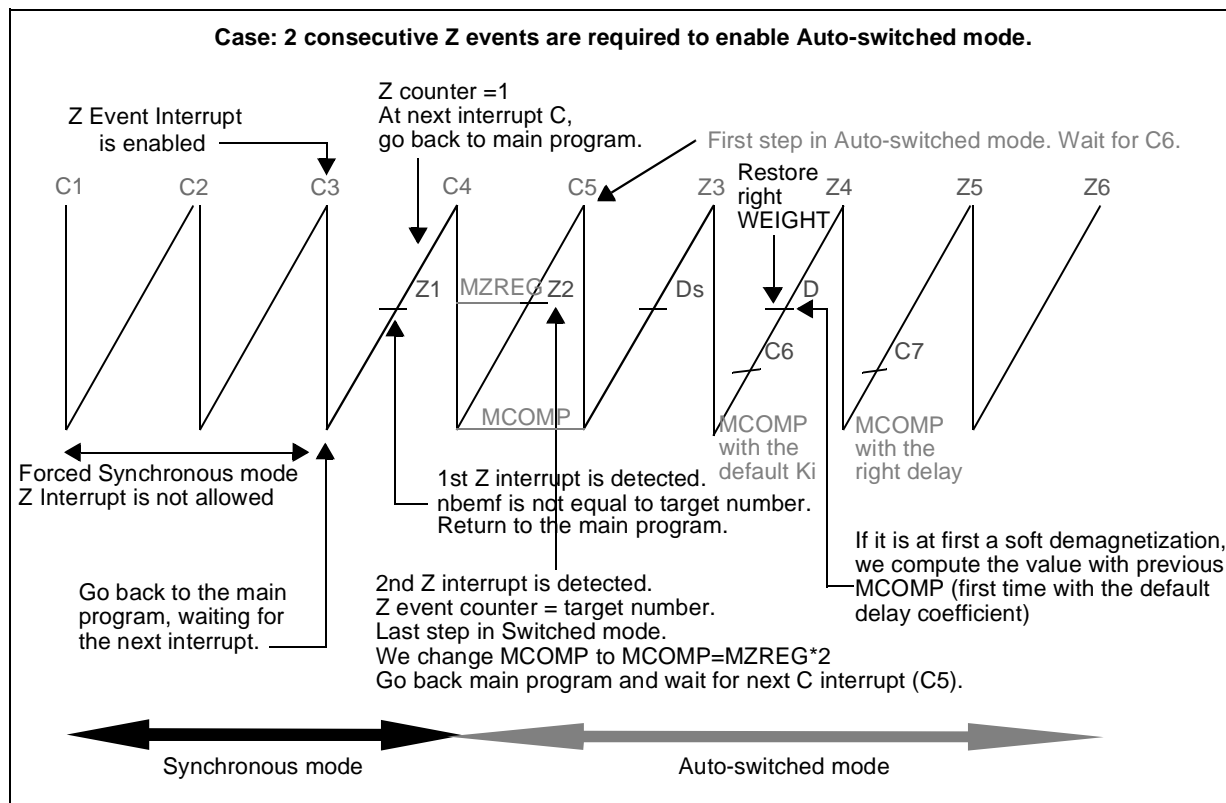 Case: 2 consecutive Z events are required to enable Auto-switched mode.
Z counter =1
At next interrupt C,
go back to main program.
Z Event Interrupt
is enabled
First step in Auto-switched mode. Wait for C6.
Restore
right
WEIGHT
C1
C2
C3
C4
C5
Z3
Z4
Z5
Z6
Z1
MZREG
Z2
Ds
D
C6
C7
MCOMP
MCOMP
with the
default Ki
MCOMP
with the
right delay
Forced Synchronous mode
Z Interrupt is not allowed
1st Z interrupt is detected.
nbemf is not equal to target number.
Return to the main program.
If it is at first a soft demagnetization,
we compute the value with previous
MCOMP (first time with the default
delay coefficient)
Go back to the main
program, waiting for
the next interrupt.
2nd Z interrupt is detected.
Z event counter = target number.
Last step in Switched mode.
We change MCOMP to MCOMP=MZREG*2
Go back main program and wait for next C interrupt (C5).
Synchronous mode
Auto-switched mode